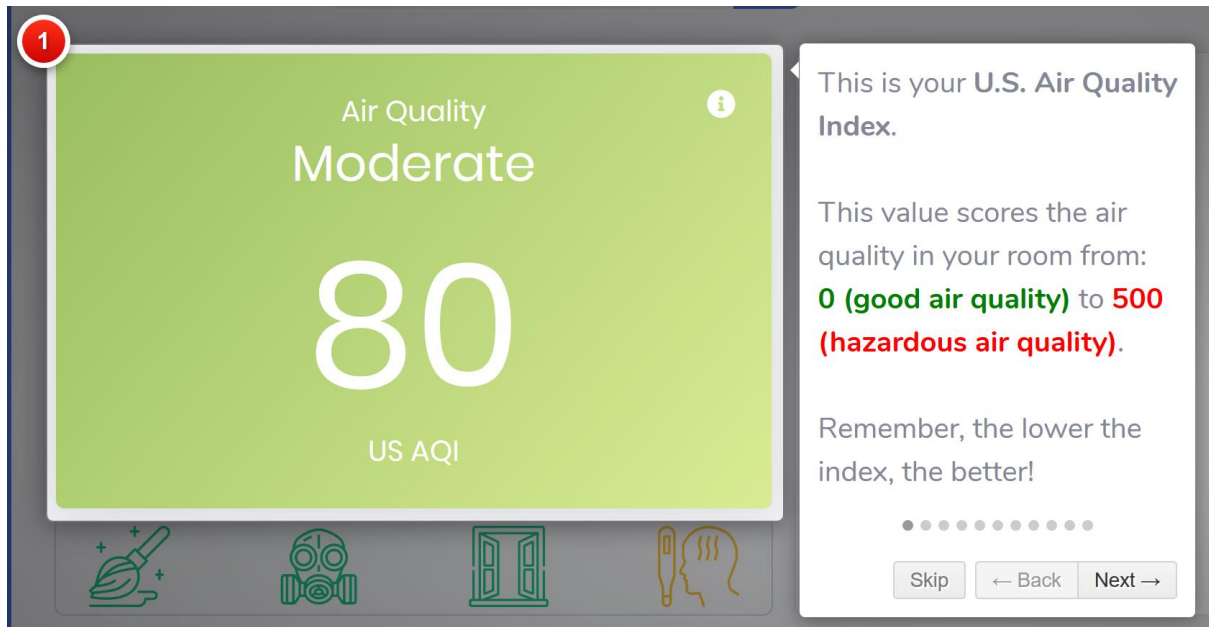 1
Air Quality
Moderate
80
US AQI
This is your U.S. Air Quality
Index.
This value scores the air
quality in your room from:
0 (good air quality) to 500
(hazardous air quality).
Remember, the lower the
index, the better!
Skip
← Back
Next →